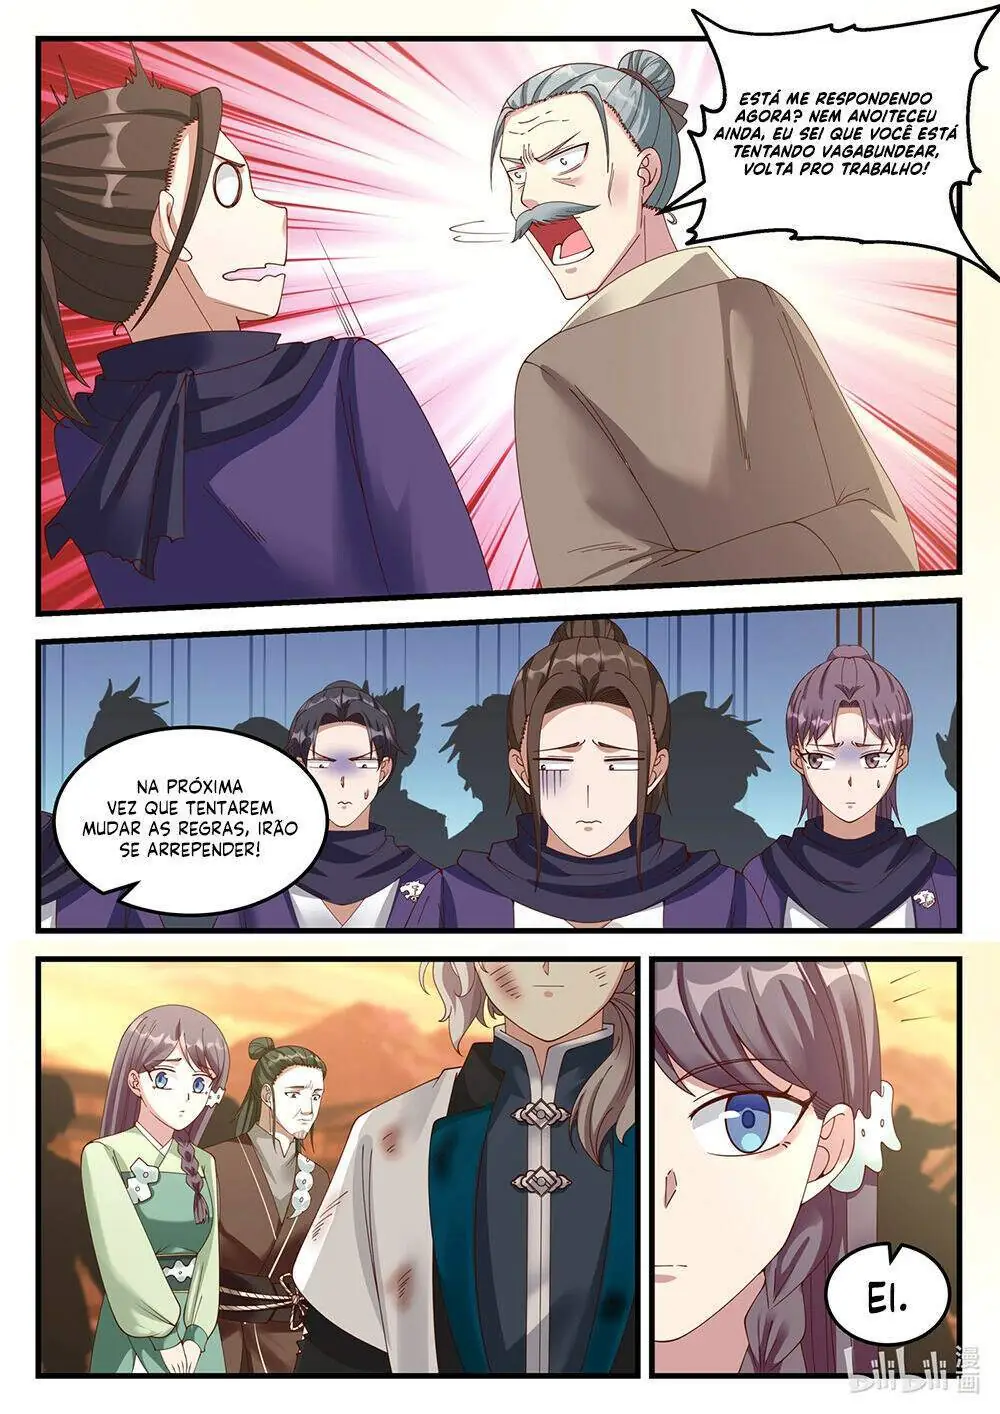 ESTÁ ME RESPONDENDO
AGORA? NEM ANOITECEU
AINDA, EU SEI QUE VOCÊ ESTÁ
TENTANDO VAGABUNDEAR,
VOLTA PRO TRABALHO!
NA PRÓXIMA
VEZ QUE TENTAREM
MUDAR AS REGRAS, IRÃO
SE ARREPENDER!
EI.
bilibili 漫画